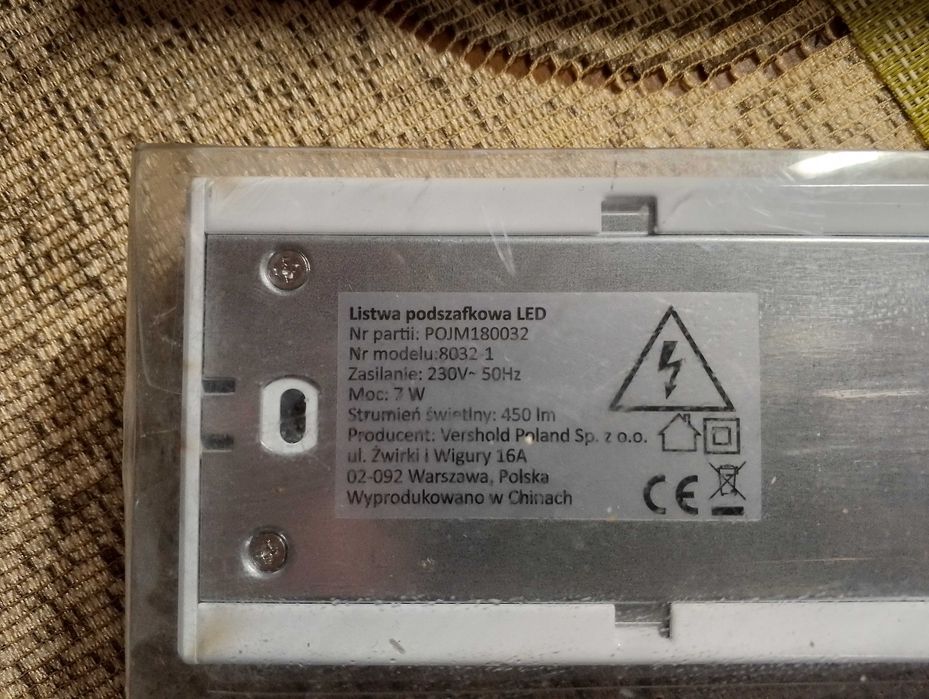 Listwa podszafkowa LED
Nr partii: POJM180032
Nr modelu:8032-1
Zasilanie: 230V~ 50Hz
Moc: 7 W
Strumień świetlny: 450 lm
Producent: Vershold Poland Sp. z o.o.
ul. Żwirki i Wigury 16A
02-092 Warszawa, Polska
Wyprodukowano w Chinach
CE